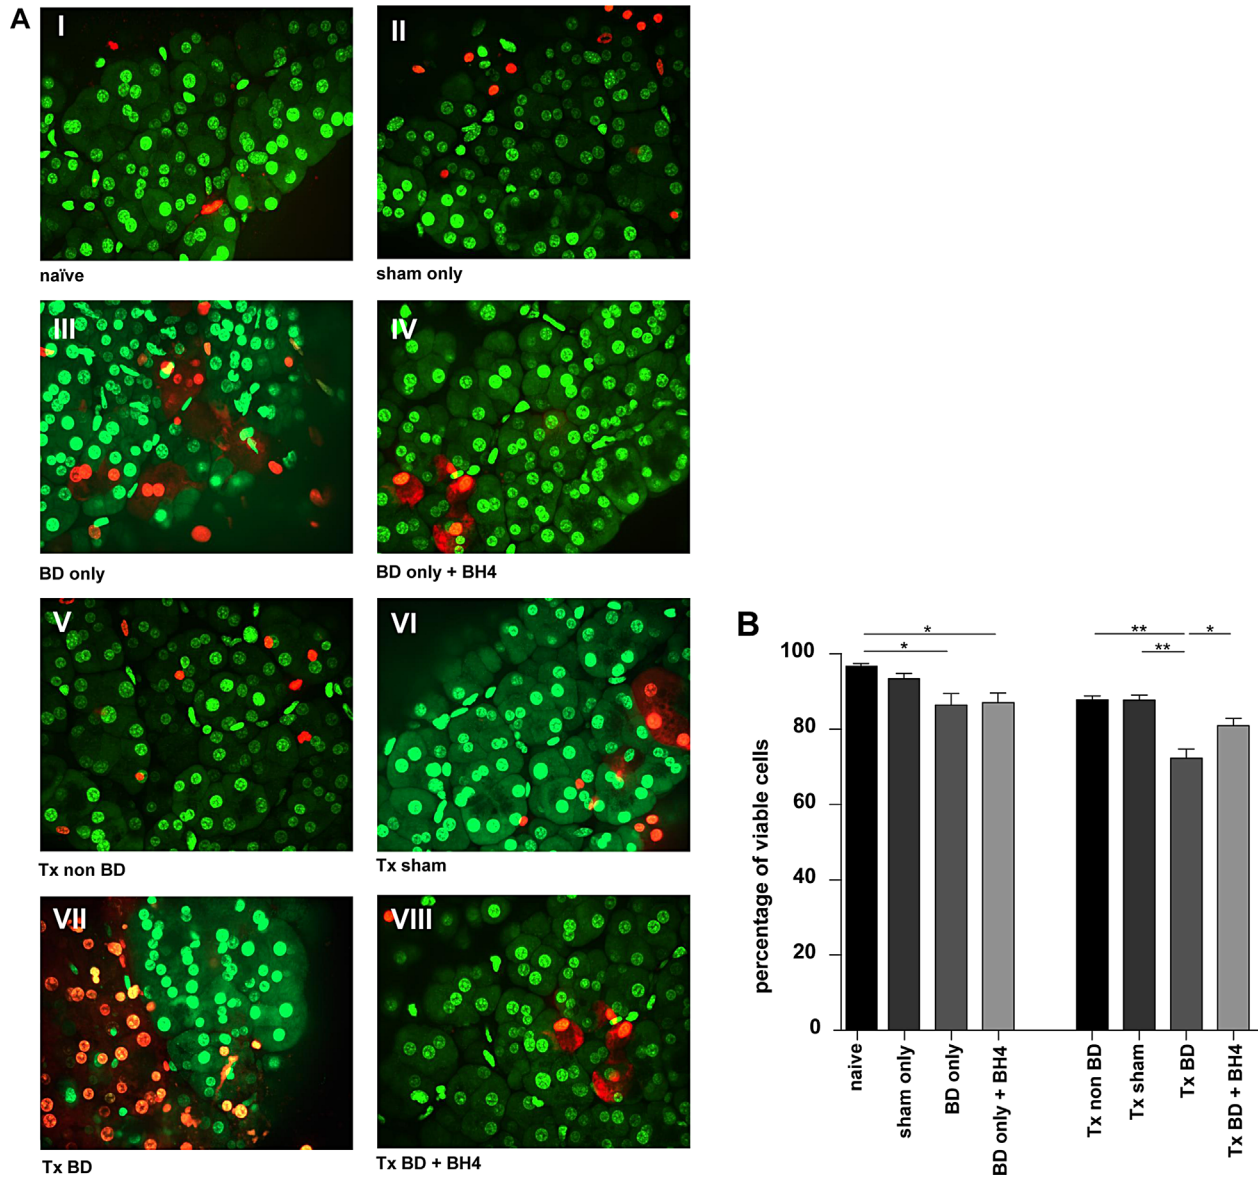 A
I
II
naïve
sham only
III
IV
BD only
BD only + BH4
V
VI
Tx non BD
Tx sham
VII
VIII
Tx BD
Tx BD + BH4
B
** *
*
* **
100
80
60
40
20
0
percentage of viable cells
naive
sham only
BD only
BD only + BH4
Tx non BD
Tx sham
Tx BD
Tx BD + BH4